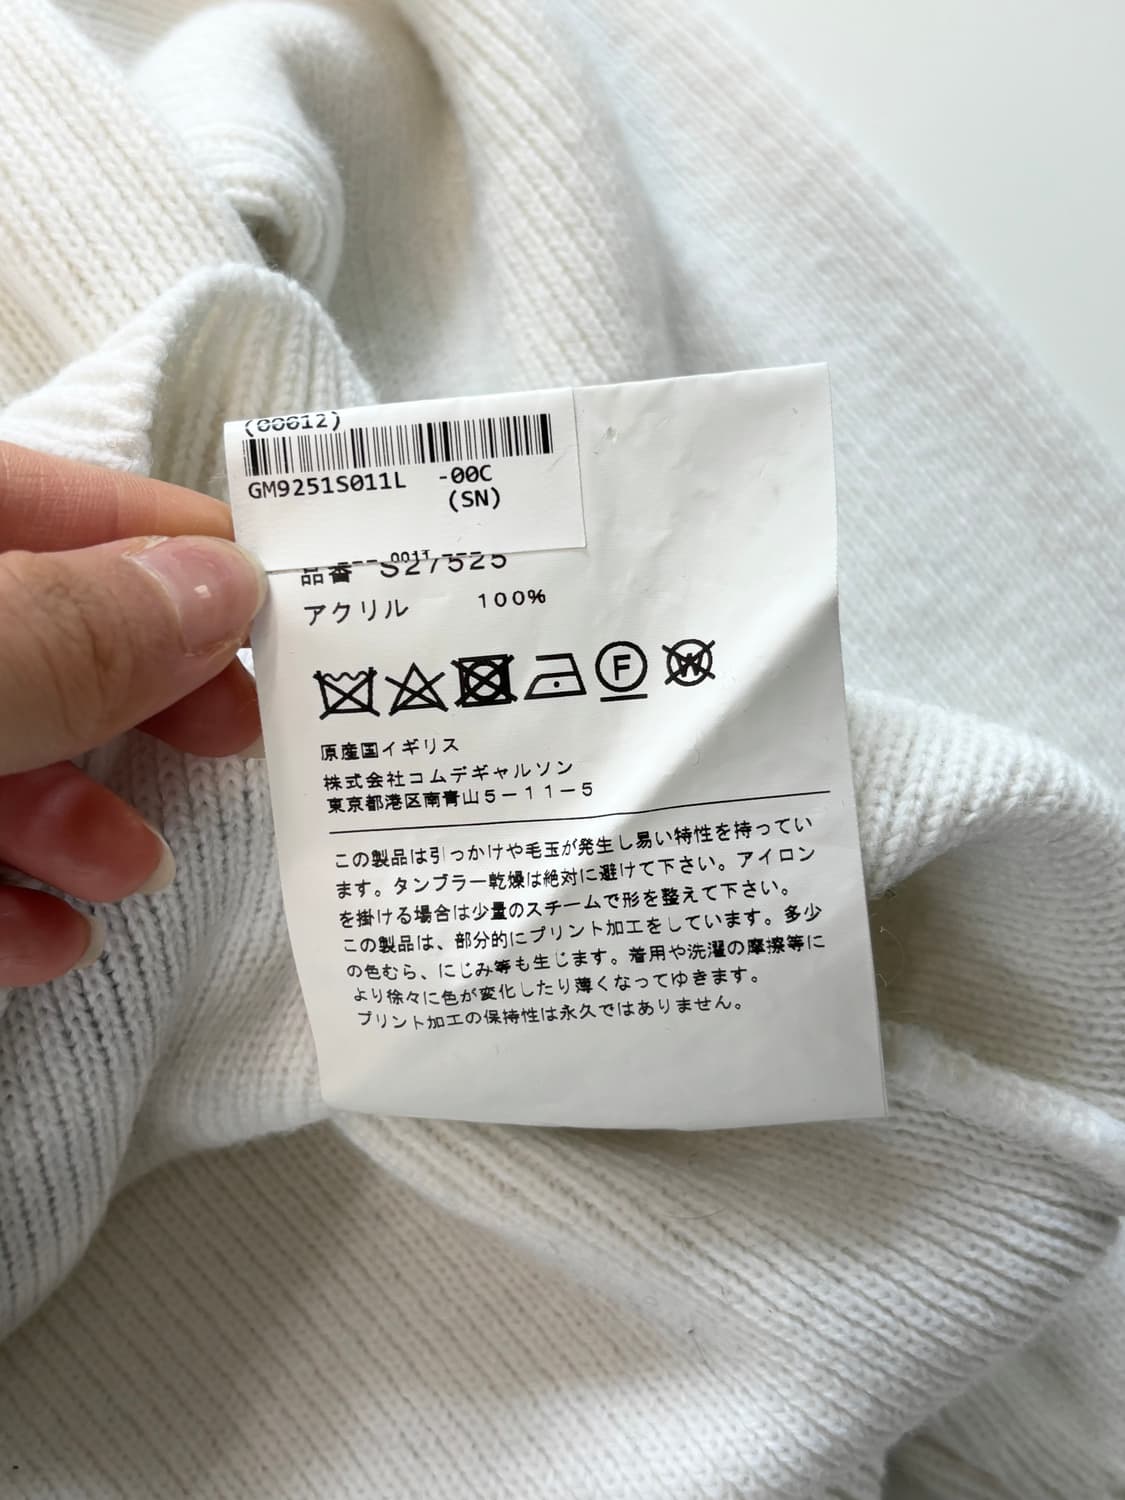 (00012)
GM9251S011L -00C
(SN)
品番 S27525
アクリル 100%
F
W
原産国イギリス
株式会社コムデギャルソン
東京都港区南青山5-11-5
この製品は引っかけや毛玉が発生し易い特性を持ってい
ます。タンブラー乾燥は絶対に避けて下さい。アイロン
を掛ける場合は少量のスチームで形を整えて下さい。
この製品は、部分的にプリント加工をしています。多少
の色むら、にじみ等も生じます。着用や洗濯の摩擦等に
より徐々に色が変化したり薄くなってゆきます。
プリント加工の保持性は永久ではありません。